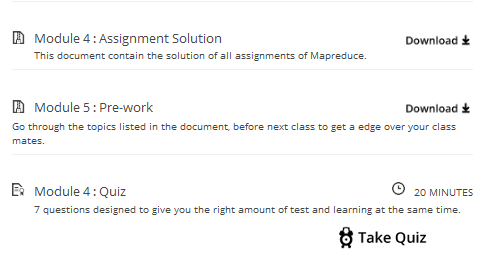 Module 4 : Assignment Solution
Download
This document contain the solution of all assignments of Mapreduce.
Module 5 : Pre-work
Download
Go through the topics listed in the document, before next class to get a edge over your class
mates.
Module 4 : Quiz
20 MINUTES
7 questions designed to give you the right amount of test and learning at the same time.
Take Quiz